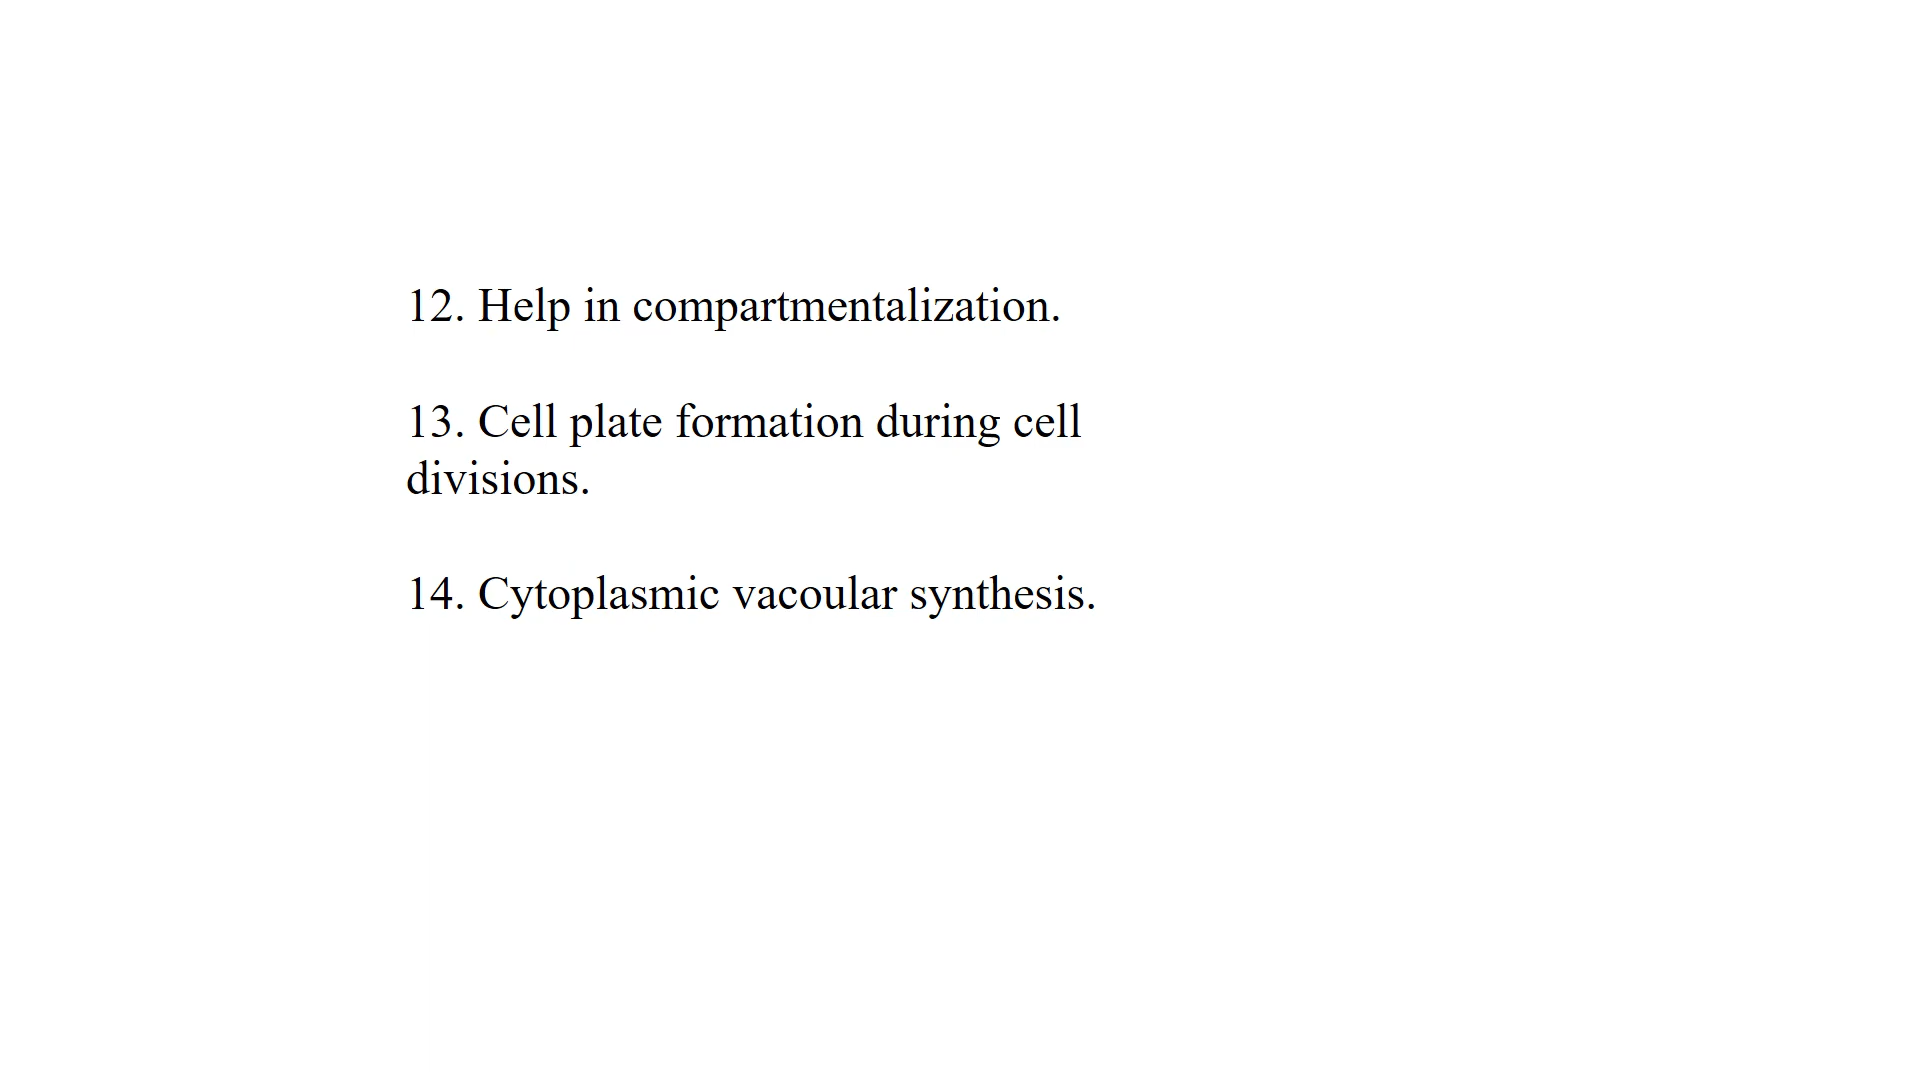 12. Help in compartmentalization.
13. Cell plate formation during cell
divisions.
14. Cytoplasmic vacoular synthesis.